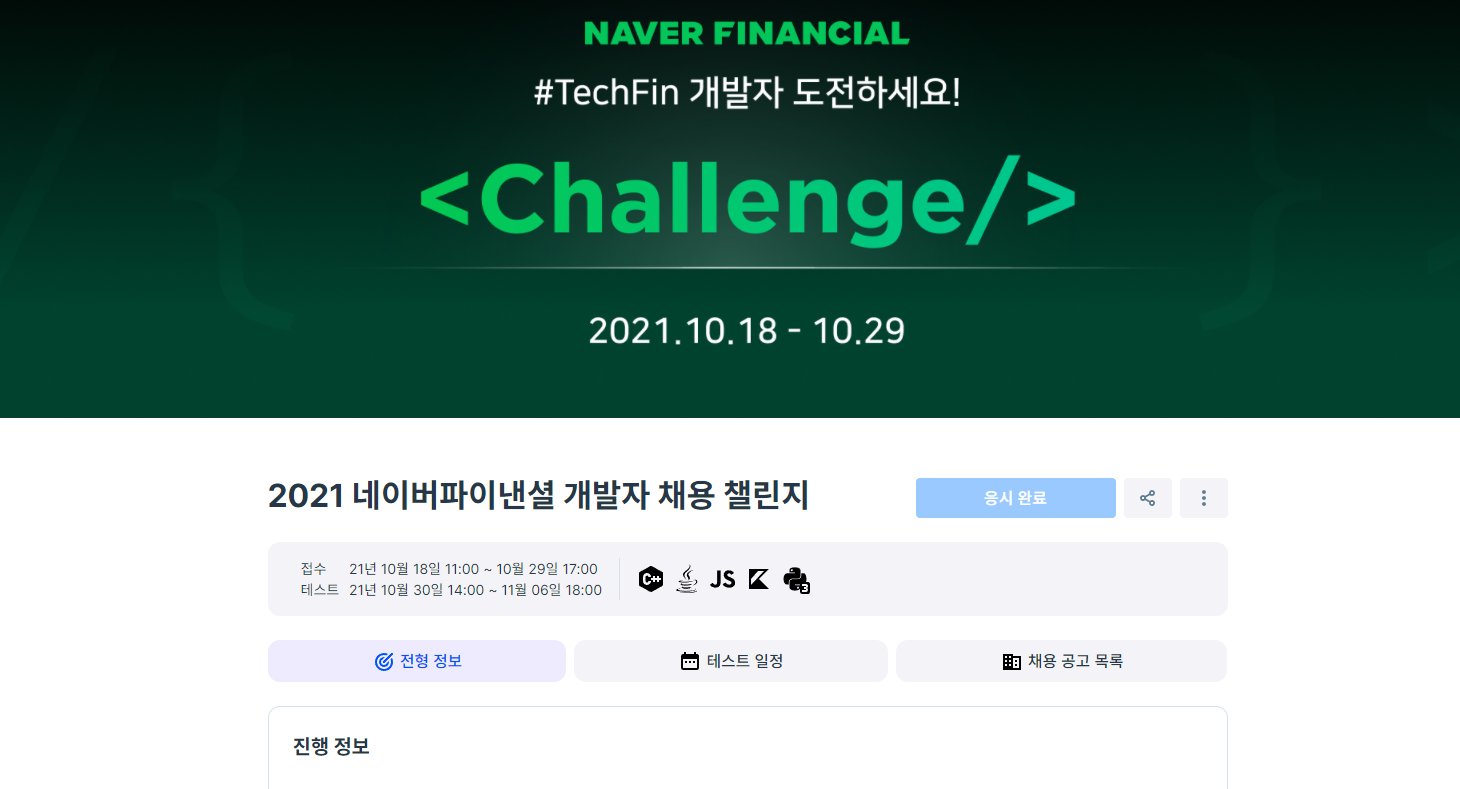 NAVER FINANCIAL
#TechFin 개발자 도전하세요!
<Challenge/>
2021.10.18 - 10.29
2021 네이버파이낸셜 개발자 채용 챌린지
응시 완료
접수 21년 10월 18일 11:00 ~ 10월 29일 17:00
테스트 21년 10월 30일 14:00 ~ 11월 06일 18:00
C++ JS 3
전형 정보 테스트 일정 채용 공고 목록
진행 정보